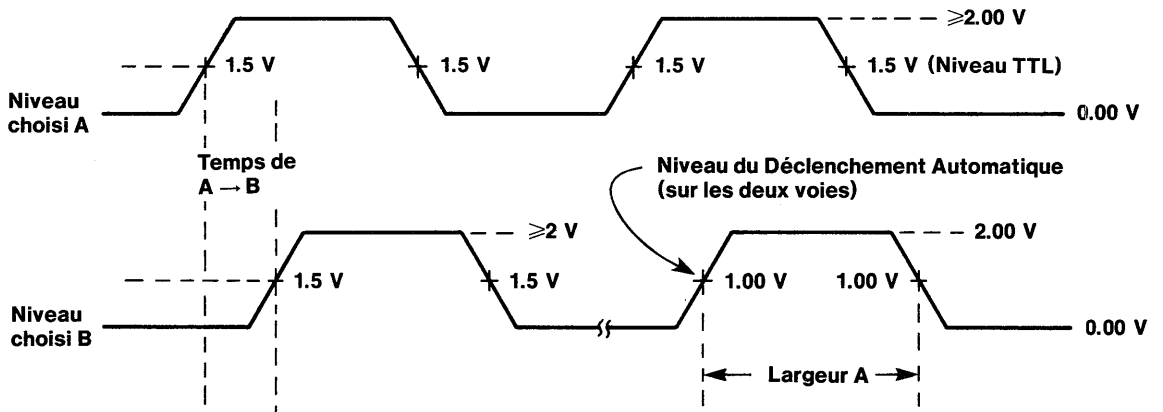 ≥2.00 V
1.5 V
1.5 V
1.5 V
1.5 V (Niveau TTL)
Niveau
choisi A
0.00 V
Temps de
A → B
Niveau du Déclenchement Automatique
(sur les deux voies)
≥2 V
2.00 V
1.5 V
1.5 V
1.00 V
1.00 V
Niveau
choisi B
0.00 V
Largeur A